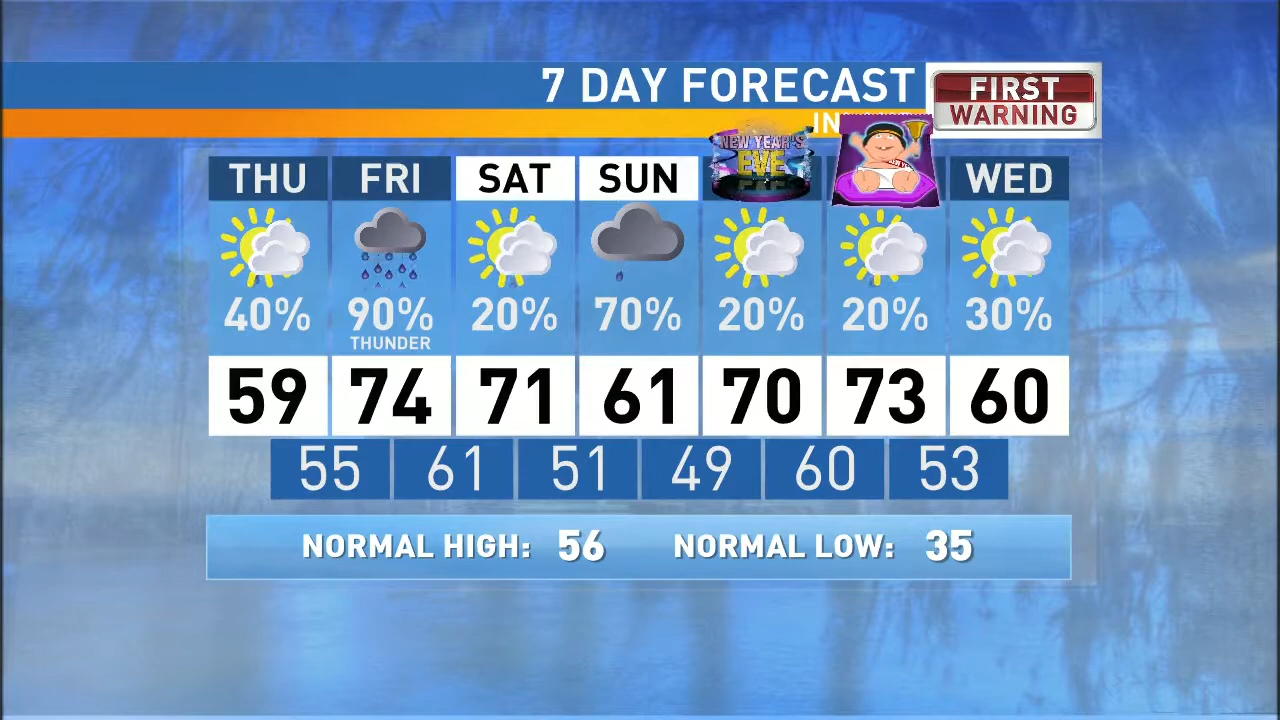 7 DAY FORECAST
FIRST
WARNING
IN
NEW YEAR'S
EVE
THU FRI SAT SUN WED
40% 90% 20% 70% 20% 20% 30%
THUNDER
59 74 71 61 70 73 60
55 61 51 49 60 53
NORMAL HIGH: 56 NORMAL LOW: 35